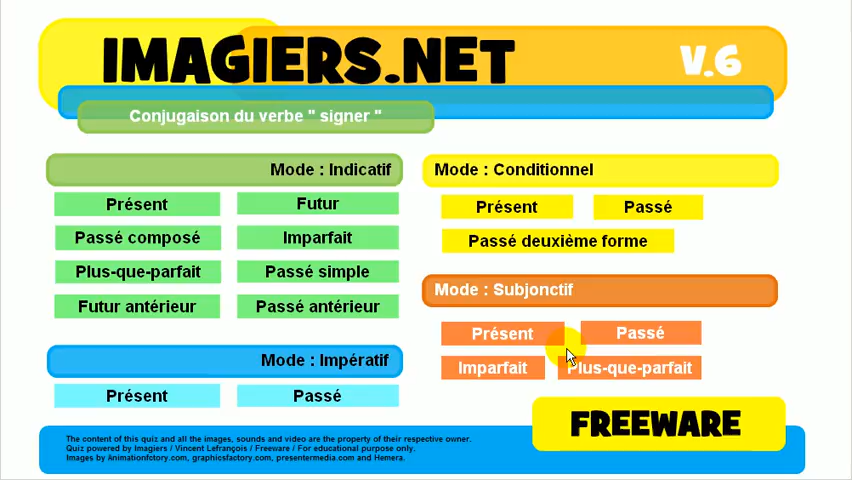 IMAGIERS.NET
V.6
Conjugaison du verbe " signer "
Mode : Indicatif
Présent
Futur
Passé composé
Imparfait
Plus-que-parfait
Passé simple
Futur antérieur
Passé antérieur
Mode : Impératif
Présent
Passé
Mode : Conditionnel
Présent
Passé
Passé deuxième forme
Mode : Subjonctif
Présent
Passé
Imparfait
Plus-que-parfait
FREEWARE
The content of this quiz and all the images, sounds and video are the property of their respective owner.
Quiz powered by Imagiers / Vincent Lefrançois / Freeware / For educational purpose only.
Images by Animationfctory.com, graphicsfactory.com, presentermedia.com and Hemera.